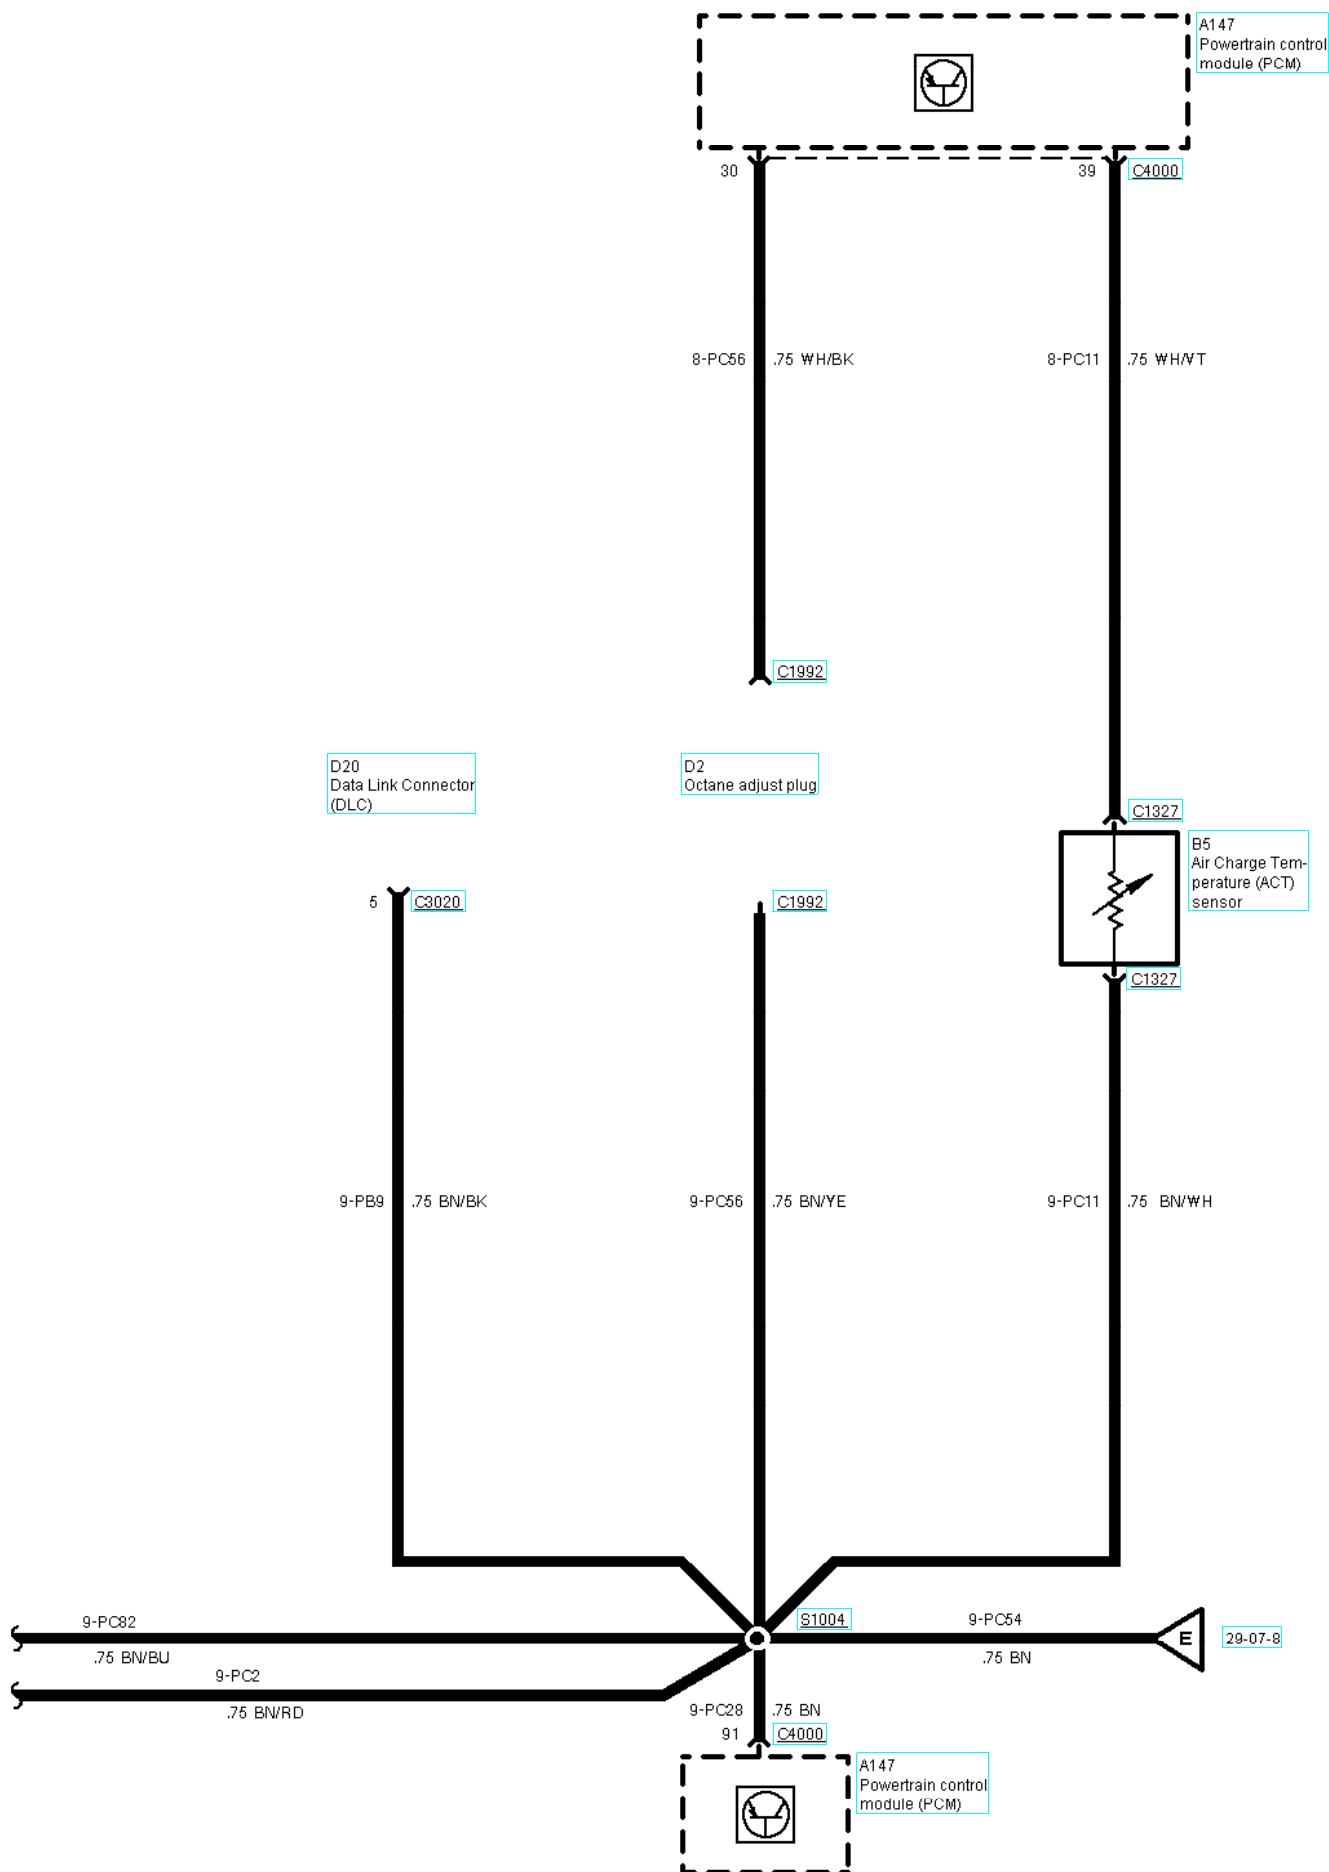 A147
Powertrain control
module (PCM)
30
39
C4000
8-PC56
.75 WH/BK
8-PC11
.75 WH/VT
C1992
D20
Data Link Connector
(DLC)
D2
Octane adjust plug
C1327
B5
Air Charge Tem-
perature (ACT)
sensor
5
C3020
C1992
C1327
9-PB9
.75 BN/BK
9-PC56
.75 BN/YE
9-PC11
.75 BN/WH
9-PC82
S1004
9-PC54
E
29-07-8
.75 BN/BU
.75 BN
9-PC2
.75 BN/RD
9-PC28
.75 BN
91
C4000
A147
Powertrain control
module (PCM)